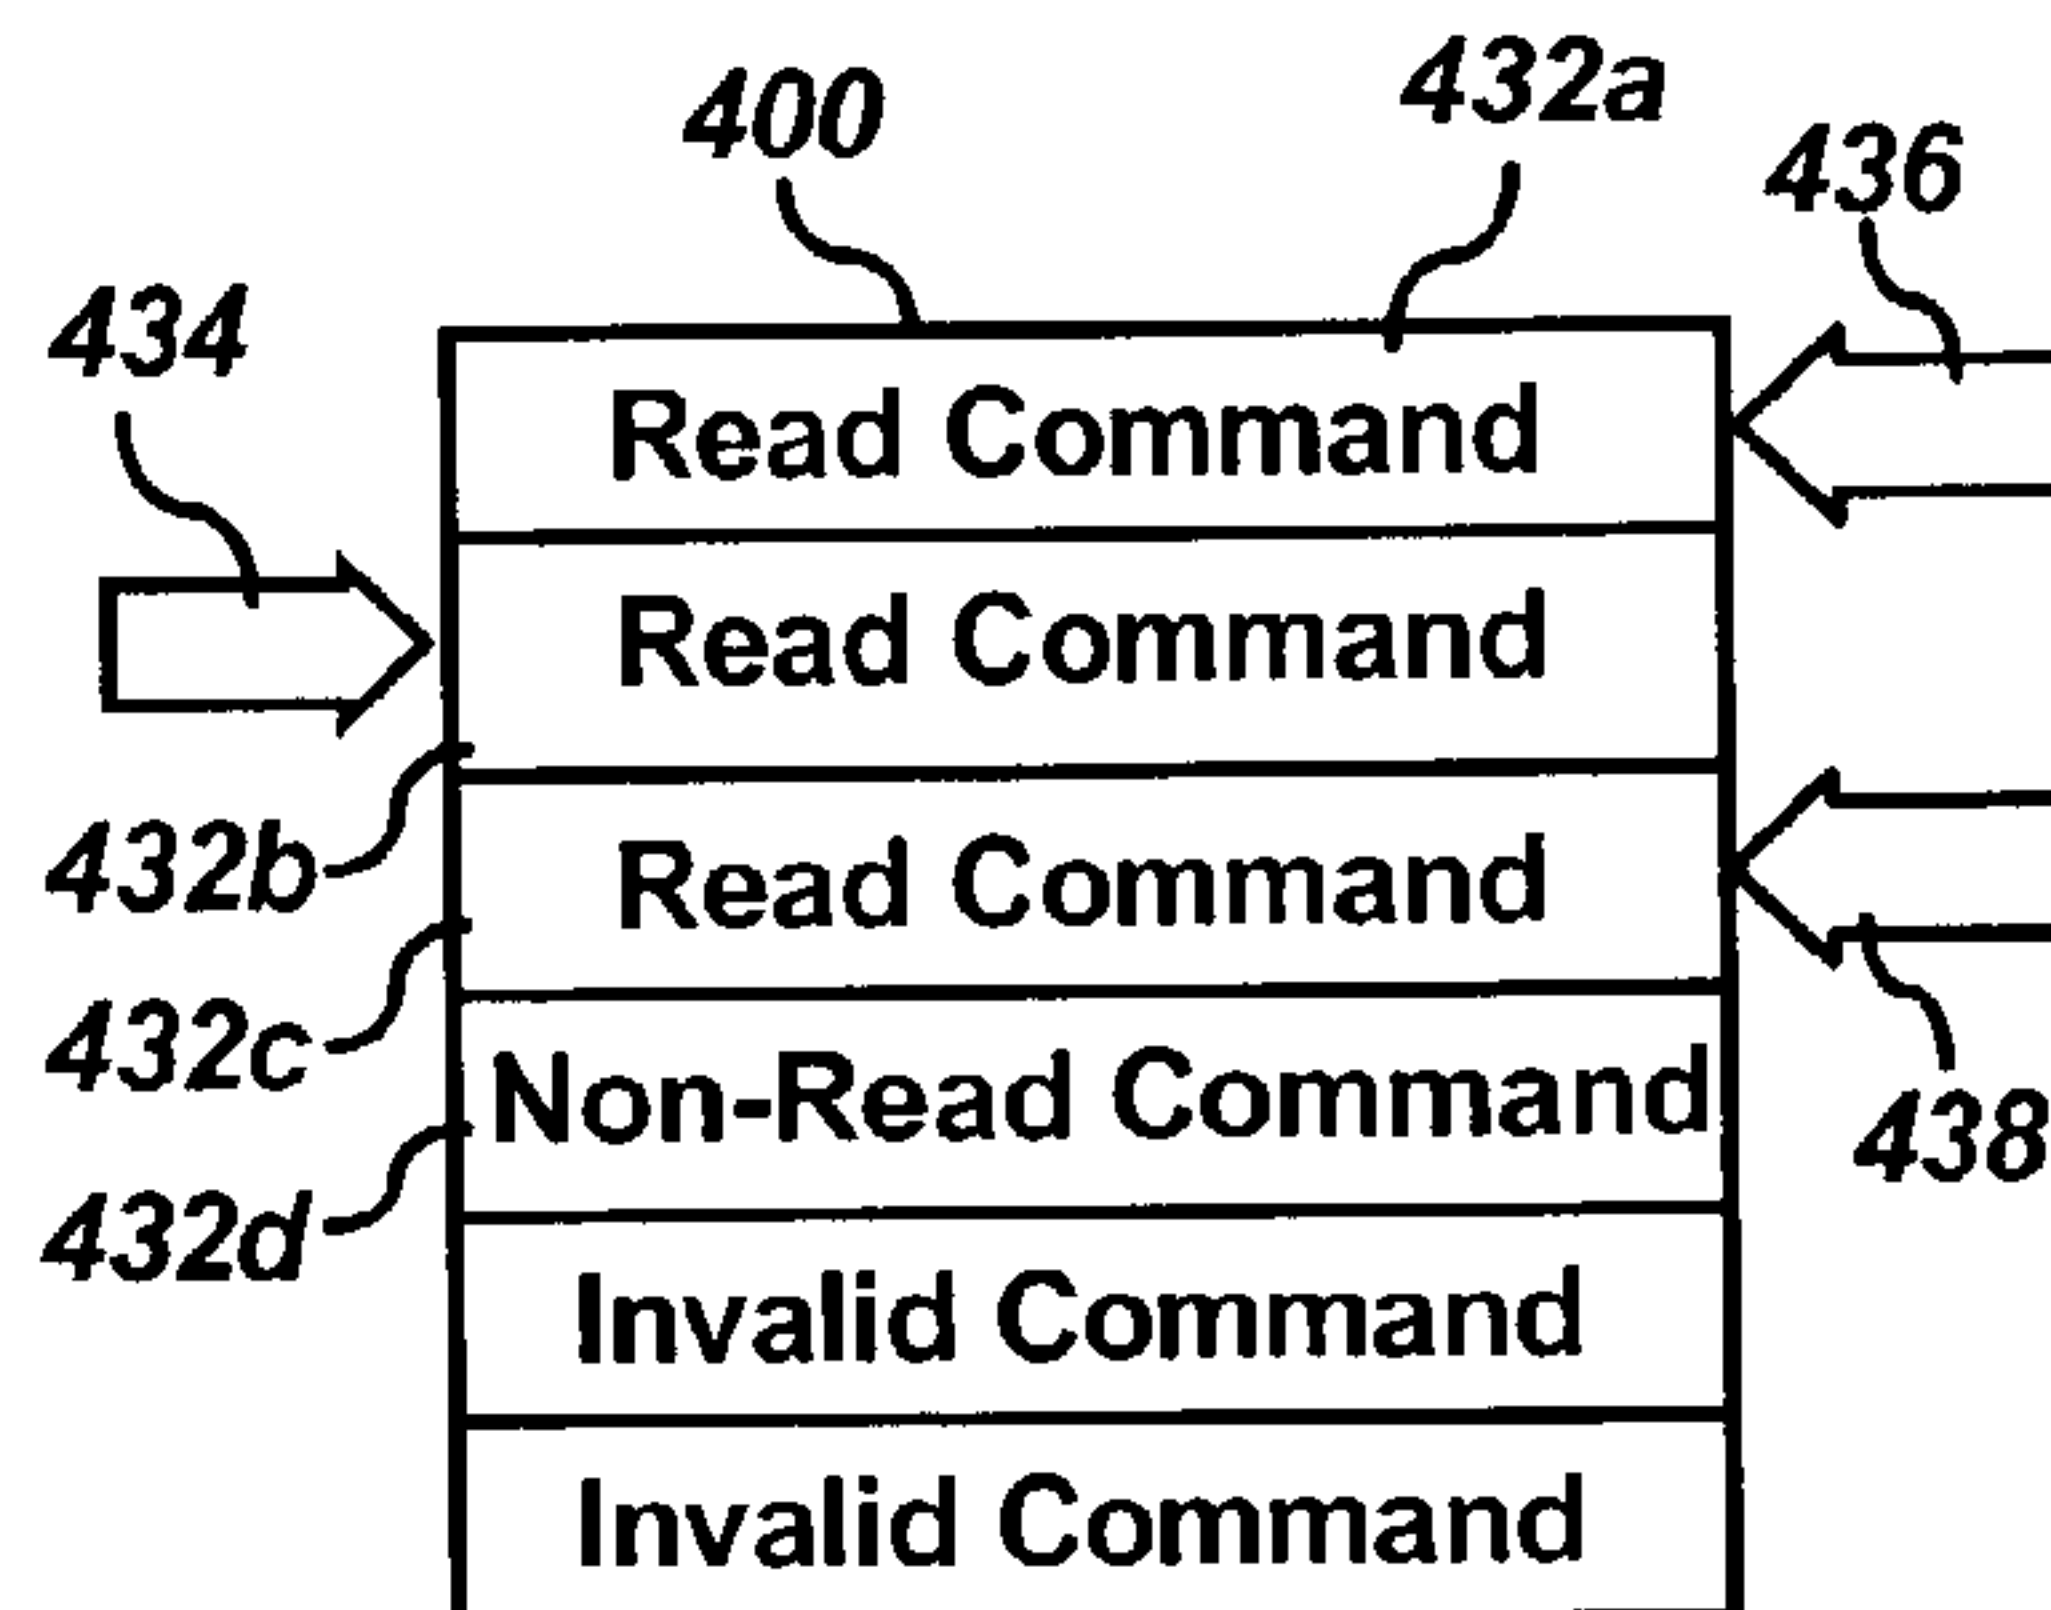 400
432a
436
434
Read Command
Read Command
432b
Read Command
432c
Non-Read Command
438
432d
Invalid Command
Invalid Command